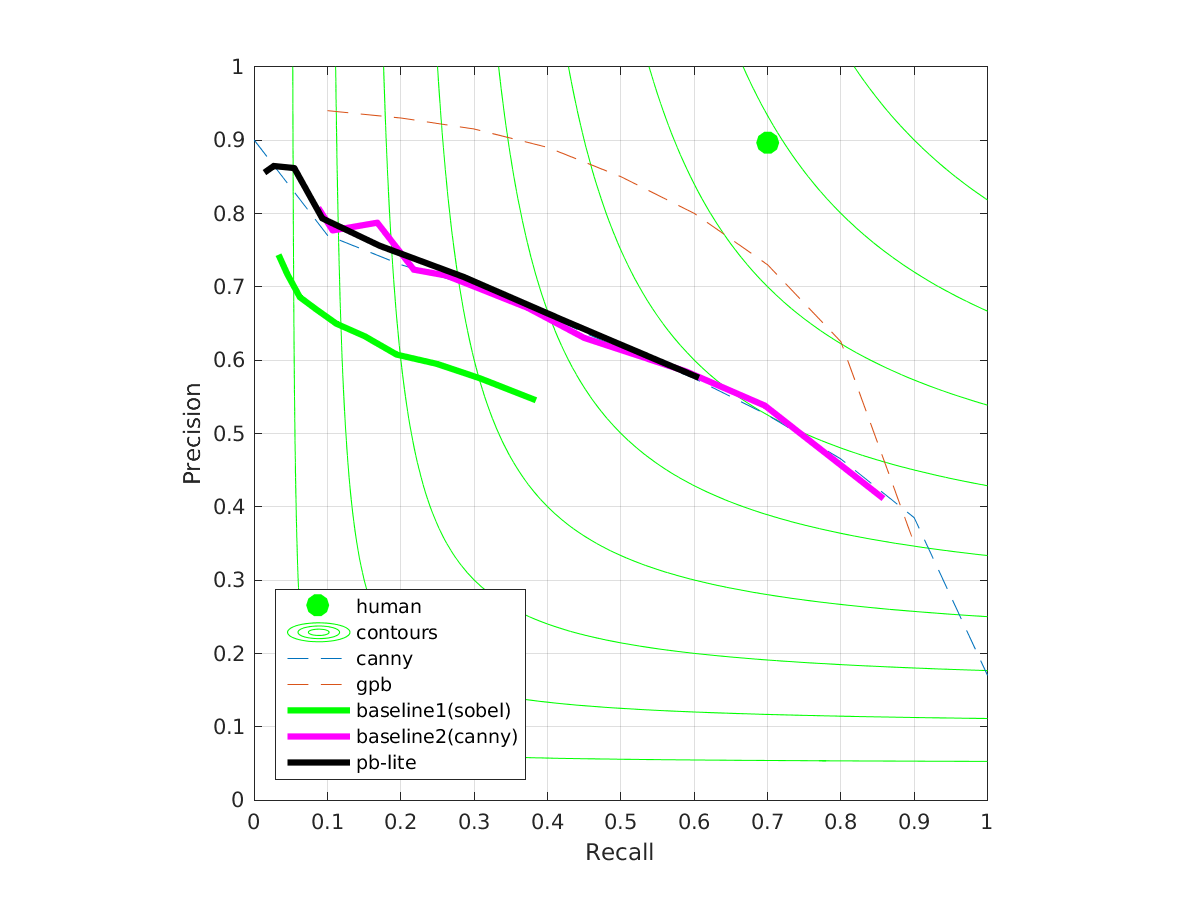 1
0.9
0.8
0.7
0.6
0.5
0.4
0.3
0.2
0.1
0
Precision
human
contours
canny
gpb
baseline1(sobel)
baseline2(canny)
pb-lite
0 0.1 0.2 0.3 0.4 0.5 0.6 0.7 0.8 0.9 1
Recall